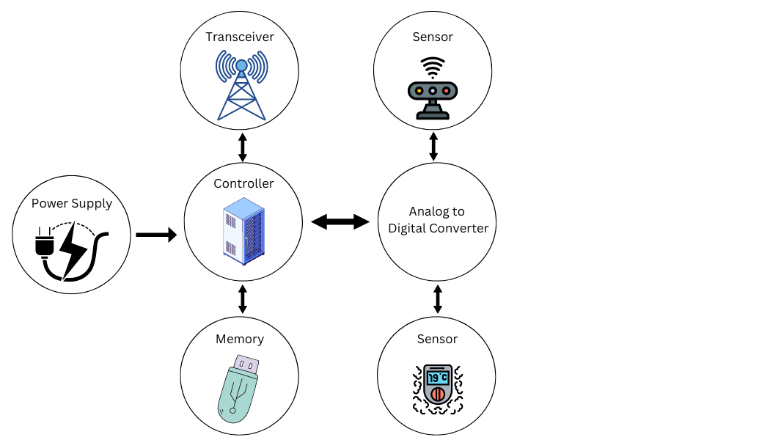 Transceiver
Sensor
Controller
Power Supply
Analog to
Digital Converter
Memory
Sensor
19 °C